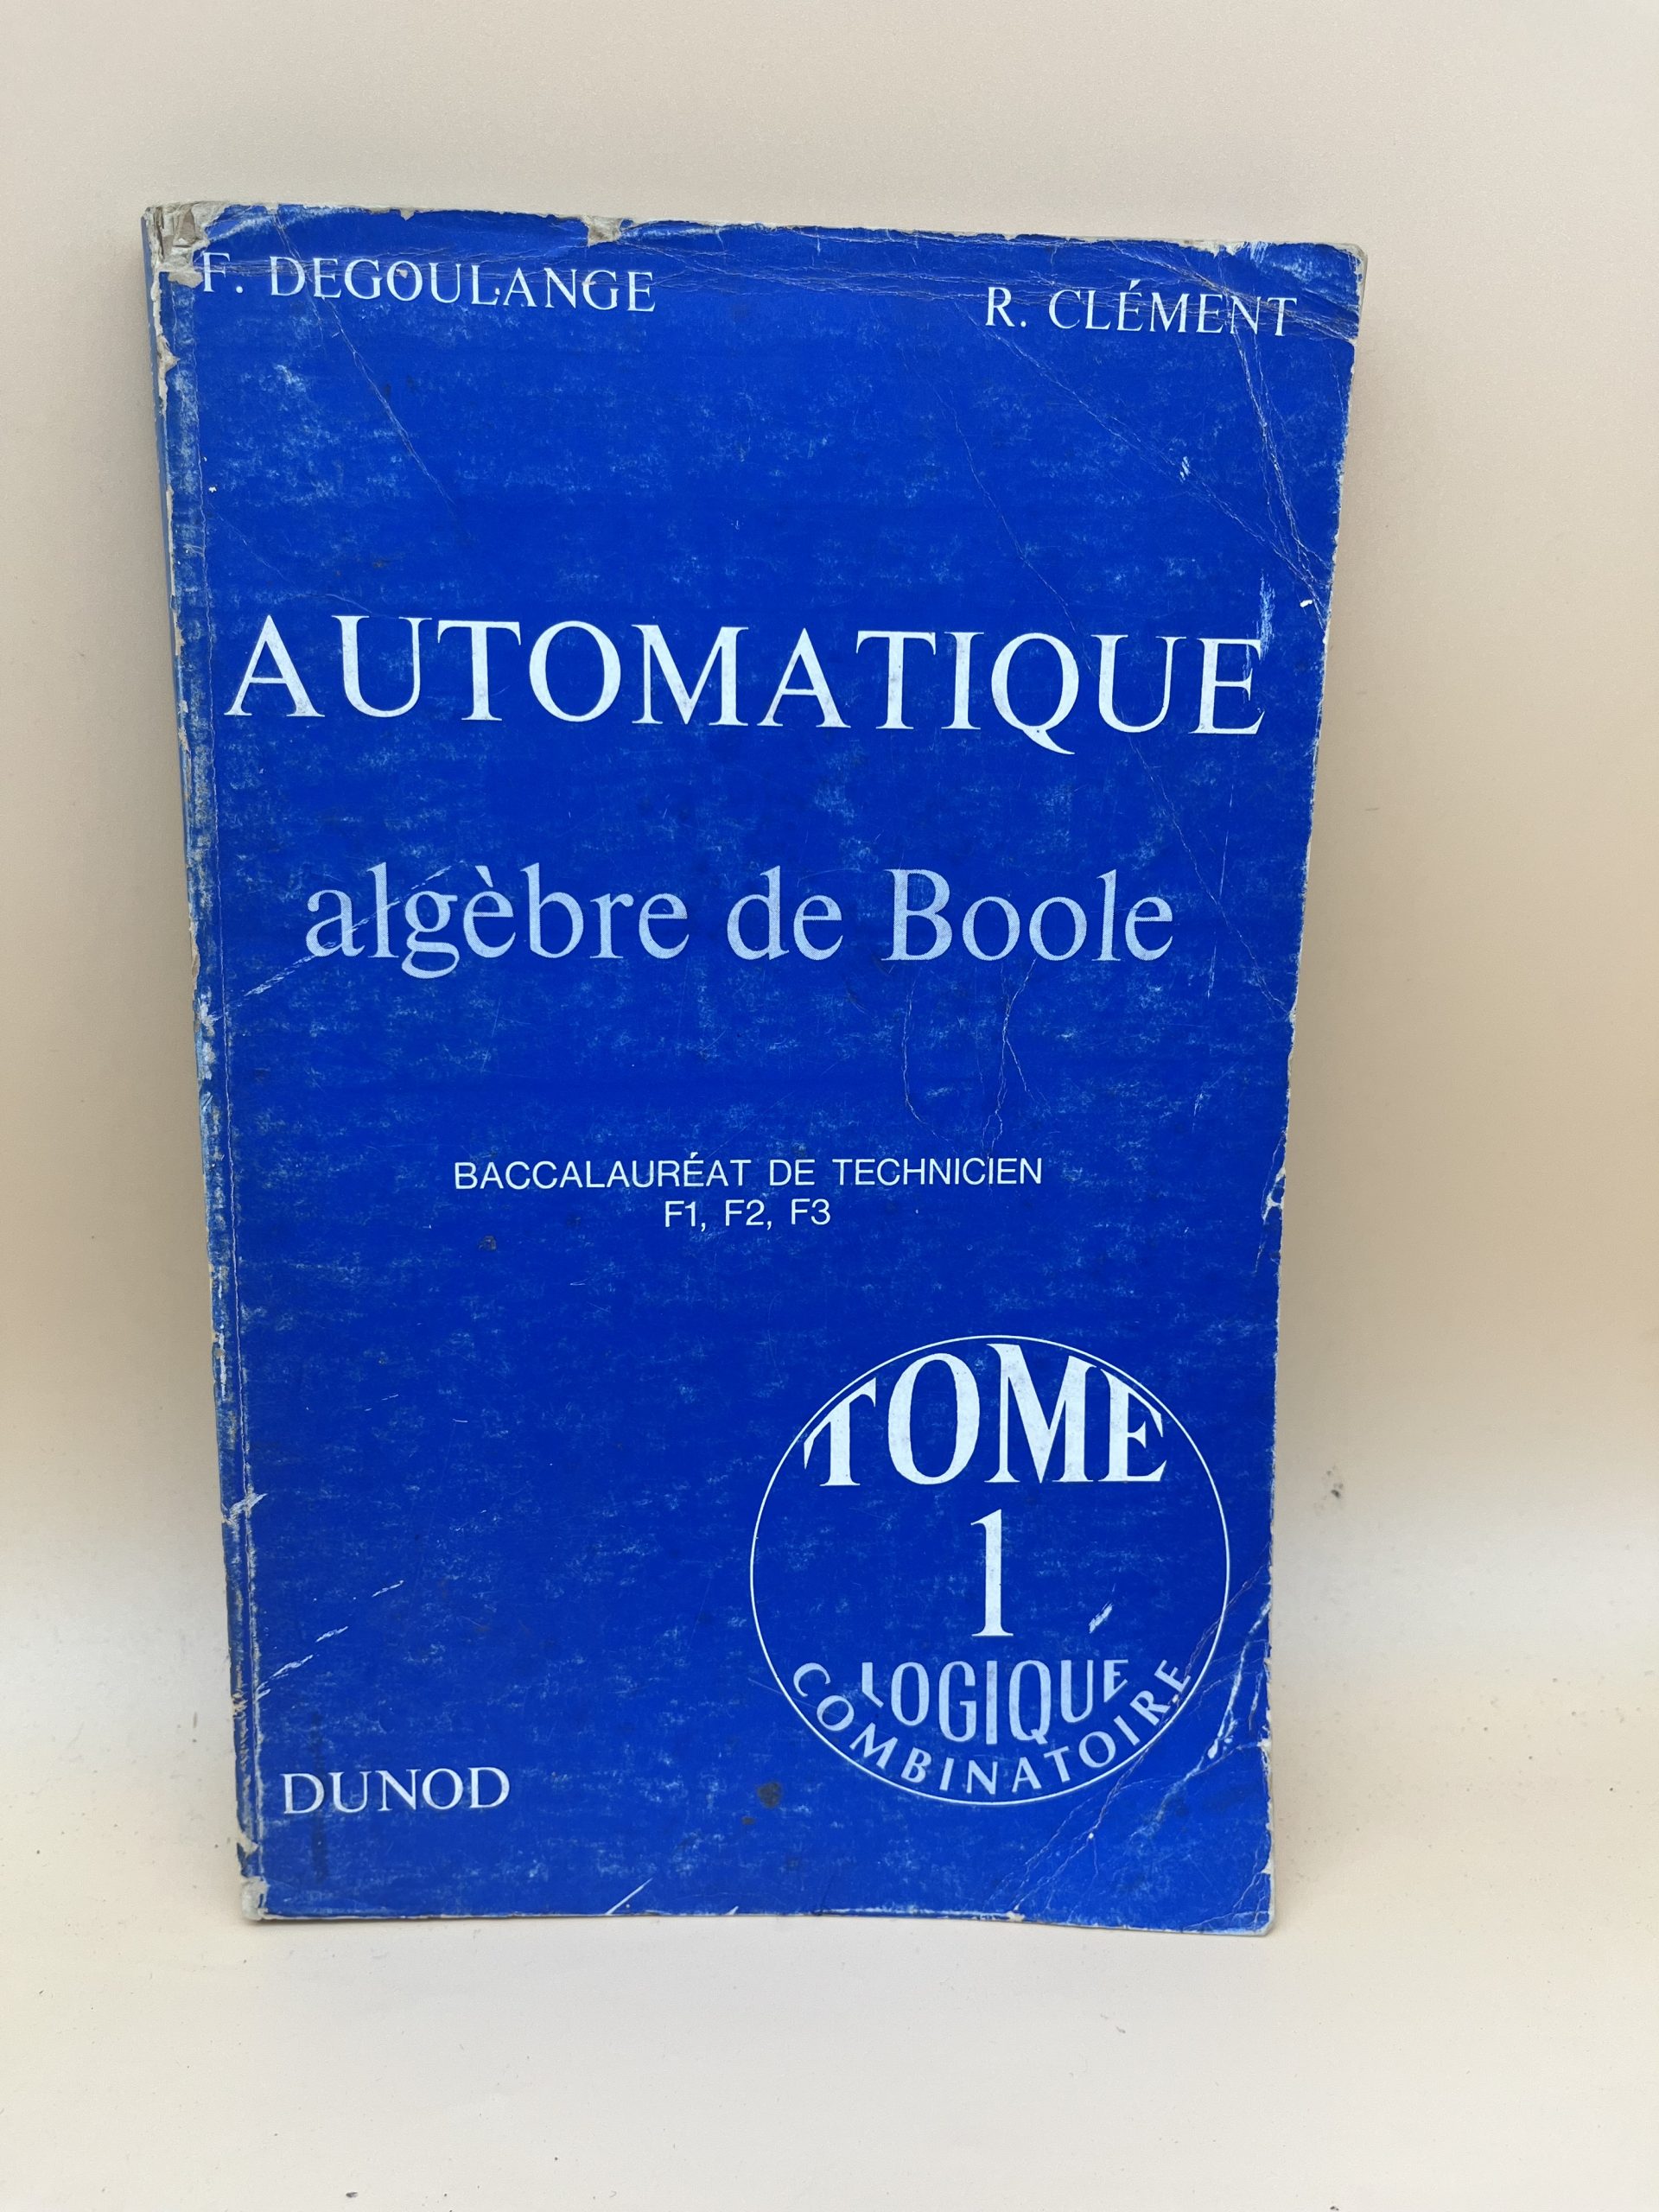 F. DEGOULANGE
R. CLÉMENT
AUTOMATIQUE
algèbre de Boole
BACCALAURÉAT DE TECHNICIEN
F1, F2, F3
TOME
1
LOGIQUE
COMBINATOIRE
DUNOD